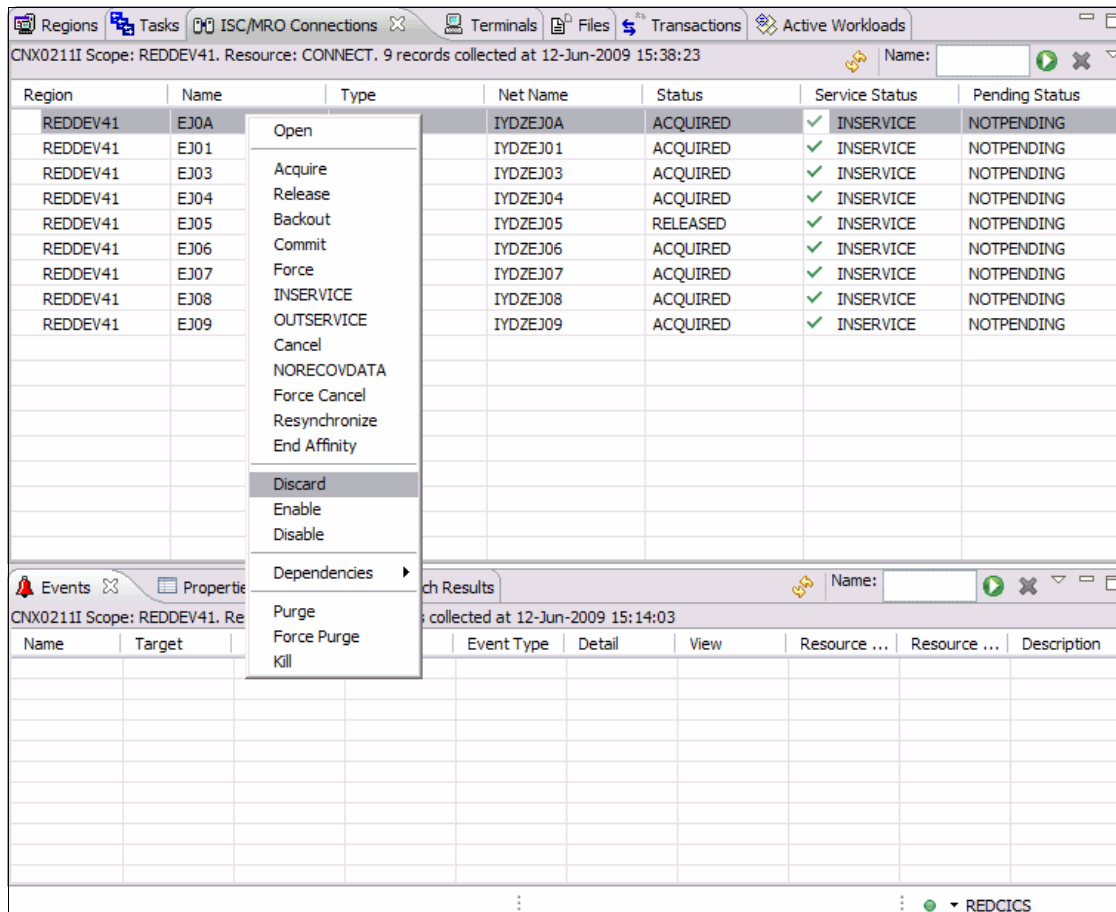 Regions Tasks ISC/MRO Connections Terminals Files Transactions Active Workloads
CNX0211I Scope: REDDEV41. Resource: CONNECT. 9 records collected at 12-Jun-2009 15:38:23 Name:
Region Name Type Net Name Status Service Status Pending Status
REDDEV41 EJ0A IYDZEJ0A ACQUIRED INSERVICE NOTPENDING
REDDEV41 EJ01 IYDZEJ01 ACQUIRED INSERVICE NOTPENDING
REDDEV41 EJ03 IYDZEJ03 ACQUIRED INSERVICE NOTPENDING
REDDEV41 EJ04 IYDZEJ04 ACQUIRED INSERVICE NOTPENDING
REDDEV41 EJ05 IYDZEJ05 RELEASED INSERVICE NOTPENDING
REDDEV41 EJ06 IYDZEJ06 ACQUIRED INSERVICE NOTPENDING
REDDEV41 EJ07 IYDZEJ07 ACQUIRED INSERVICE NOTPENDING
REDDEV41 EJ08 IYDZEJ08 ACQUIRED INSERVICE NOTPENDING
REDDEV41 EJ09 IYDZEJ09 ACQUIRED INSERVICE NOTPENDING
Open
Acquire
Release
Backout
Commit
Force
INSERVICE
OUTSERVICE
Cancel
NORECOVDATA
Force Cancel
Resynchronize
End Affinity
Discard
Enable
Disable
Dependencies
Purge
Force Purge
Kill
Events Propertie ch Results Name:
CNX0211I Scope: REDDEV41. Re s collected at 12-Jun-2009 15:14:03
Name Target Event Type Detail View Resource ... Resource ... Description
REDCICS